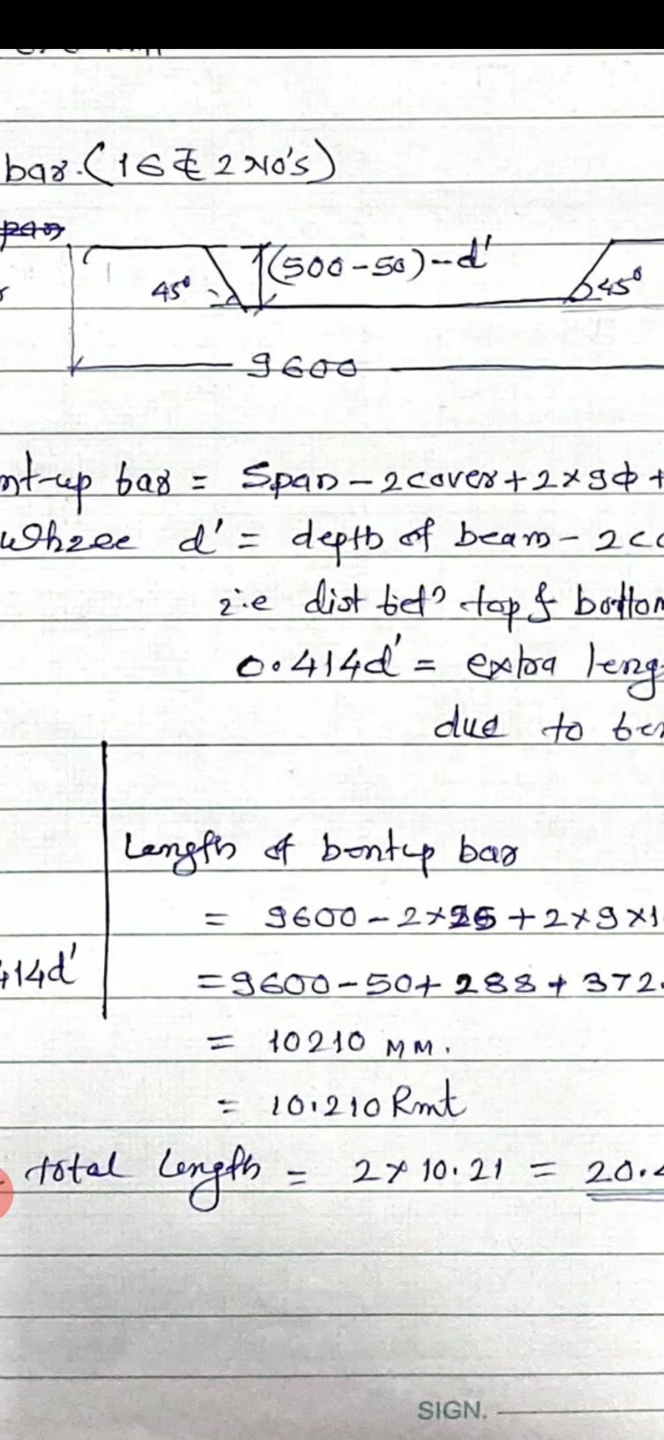 bar. (16 Ꟶ 2 No's)
45° (500-50)-d' 45°
9600
nt-up bar = Span - 2cover + 2×9ϕ +
whzee d' = depth of beam - 2co
i.e dist betⁿ top & bottom
0.414d' = extra leng
due to ben
Length of bentup bar
= 9600 - 2×25 + 2×9×1
414d'
= 9600 - 50 + 288 + 372.
= 10210 MM.
= 10.210 Rmt
total length = 2×10.21 = 20.4
SIGN.